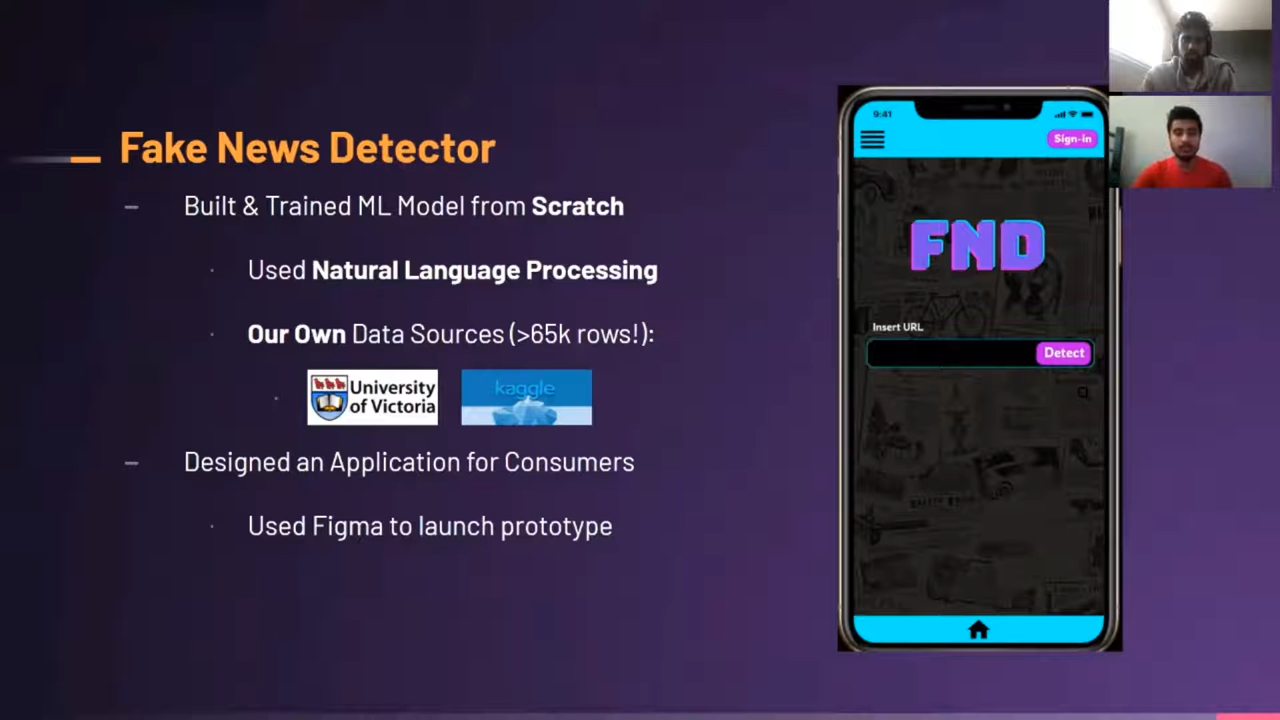 Fake News Detector
– Built & Trained ML Model from Scratch
· Used Natural Language Processing
· Our Own Data Sources (>65k rows!):
University
of Victoria
kaggle
– Designed an Application for Consumers
· Used Figma to launch prototype
9:41
Sign-in
FND
Insert URL
Detect